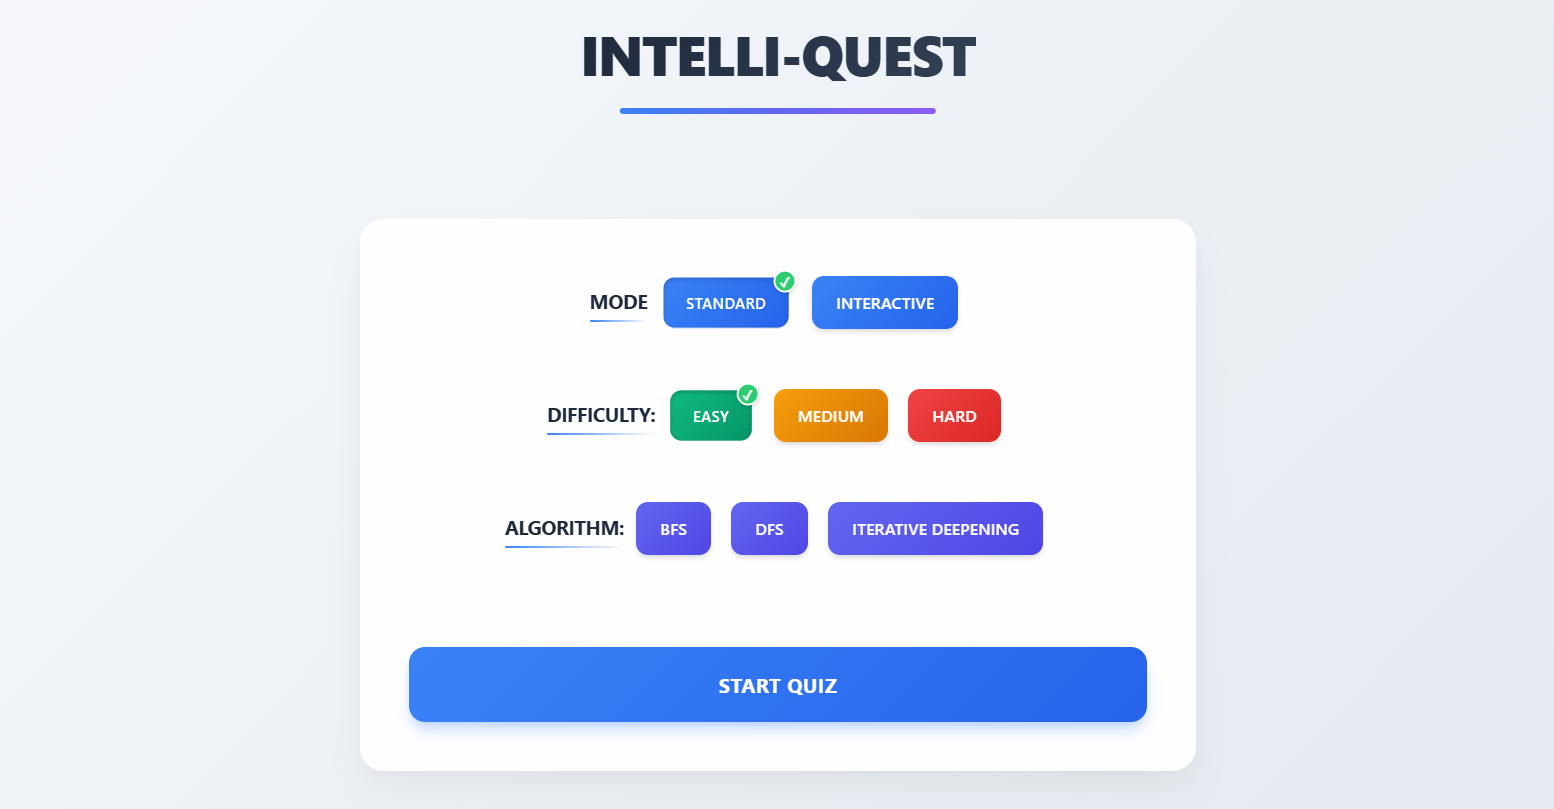 INTELLI-QUEST
MODE STANDARD INTERACTIVE
DIFFICULTY: EASY MEDIUM HARD
ALGORITHM: BFS DFS ITERATIVE DEEPENING
START QUIZ